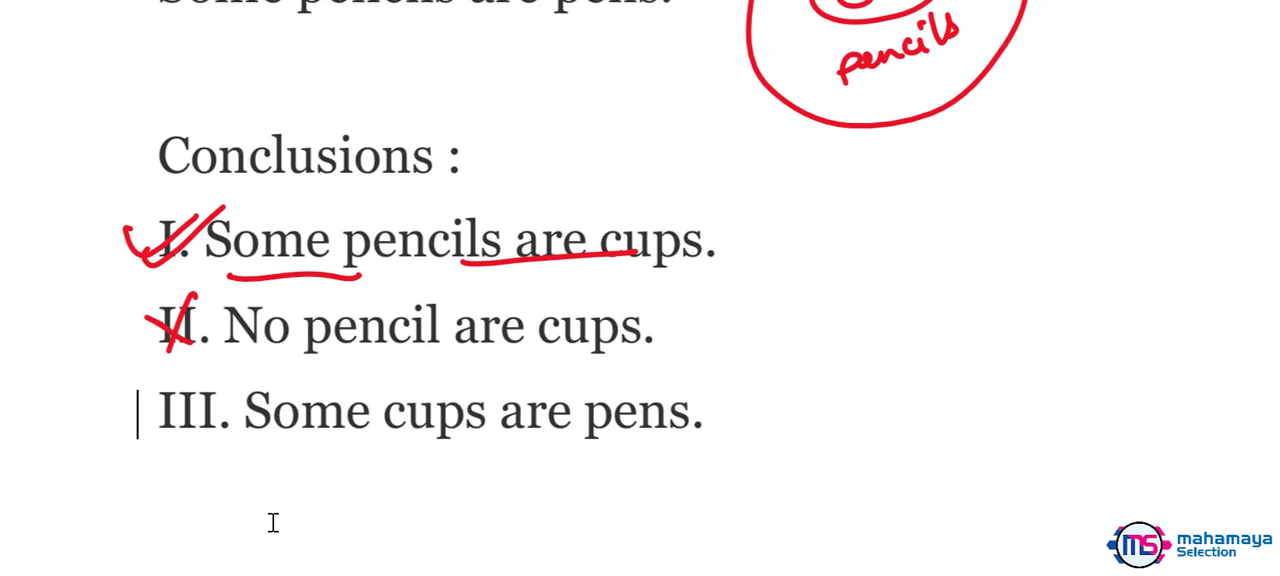 Some pencils are pens.
pencils
Conclusions :
I. Some pencils are cups.
II. No pencil are cups.
III. Some cups are pens.
ms mahamaya
Selection